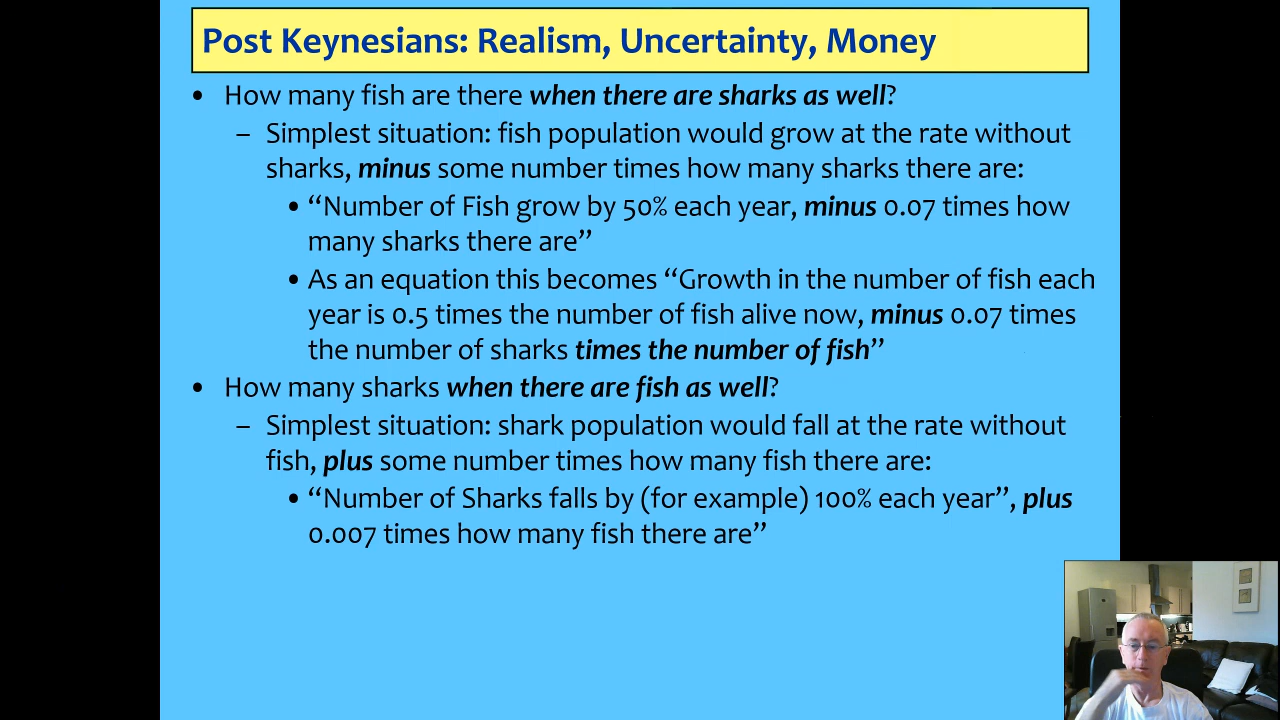 Post Keynesians: Realism, Uncertainty, Money
• How many fish are there when there are sharks as well?
– Simplest situation: fish population would grow at the rate without
sharks, minus some number times how many sharks there are:
• “Number of Fish grow by 50% each year, minus 0.07 times how
many sharks there are”
• As an equation this becomes “Growth in the number of fish each
year is 0.5 times the number of fish alive now, minus 0.07 times
the number of sharks times the number of fish”
• How many sharks when there are fish as well?
– Simplest situation: shark population would fall at the rate without
fish, plus some number times how many fish there are:
• “Number of Sharks falls by (for example) 100% each year”, plus
0.007 times how many fish there are”